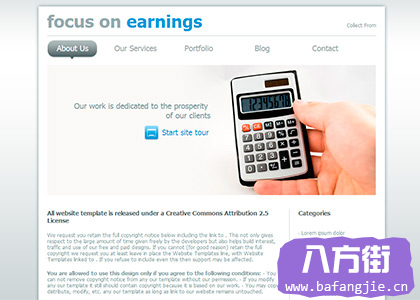 focus on earnings
Collect From
About Us
Our Services
Portfolio
Blog
Contact
Our work is dedicated to the prosperity
of our clients
Start site tour
All website template is released under a Creative Commons Attribution 2.5
License
We request you retain the full copyright notice below including the link to . This not only gives
respect to the large amount of time given freely by the developers but also helps build interest,
traffic and use of our free and paid designs. If you cannot (for good reason) retain the full
copyright we request you at least leave in place the Website Templates line, with Website
Templates linked to . If you refuse to include even this then support may be affected.
You are allowed to use this design only if you agree to the following conditions: - You
can not remove copyright notice from any our template without our permission. - If you modify
any our template it still should contain copyright because it is based on our work. - You may copy,
distribute, modify, etc. any our template as long as link to our website remains untouched.
Categories
Lorem ipsum dolor
八方街
www.bafangjie.cn